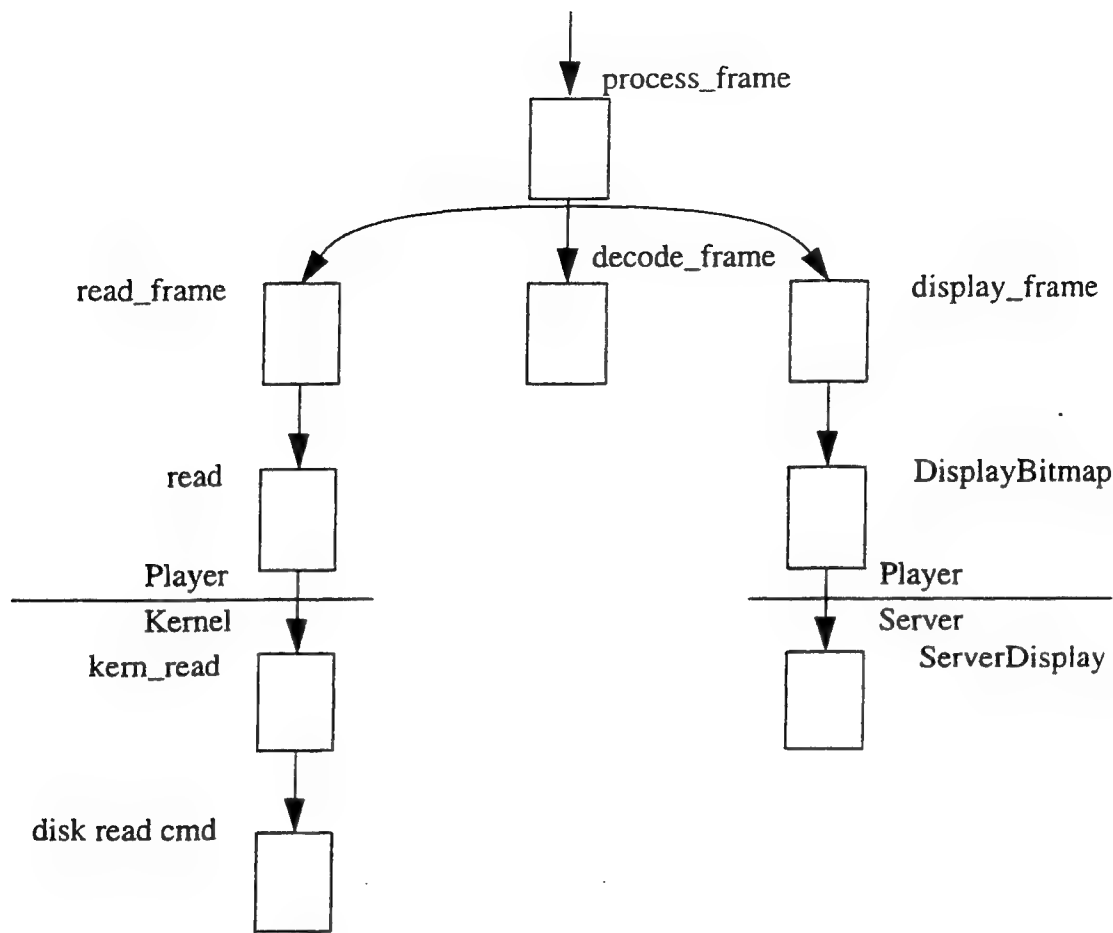 process_frame
decode_frame
read_frame
display_frame
read
DisplayBitmap
Player
Player
Kernel
Server
kern_read
ServerDisplay
disk read cmd